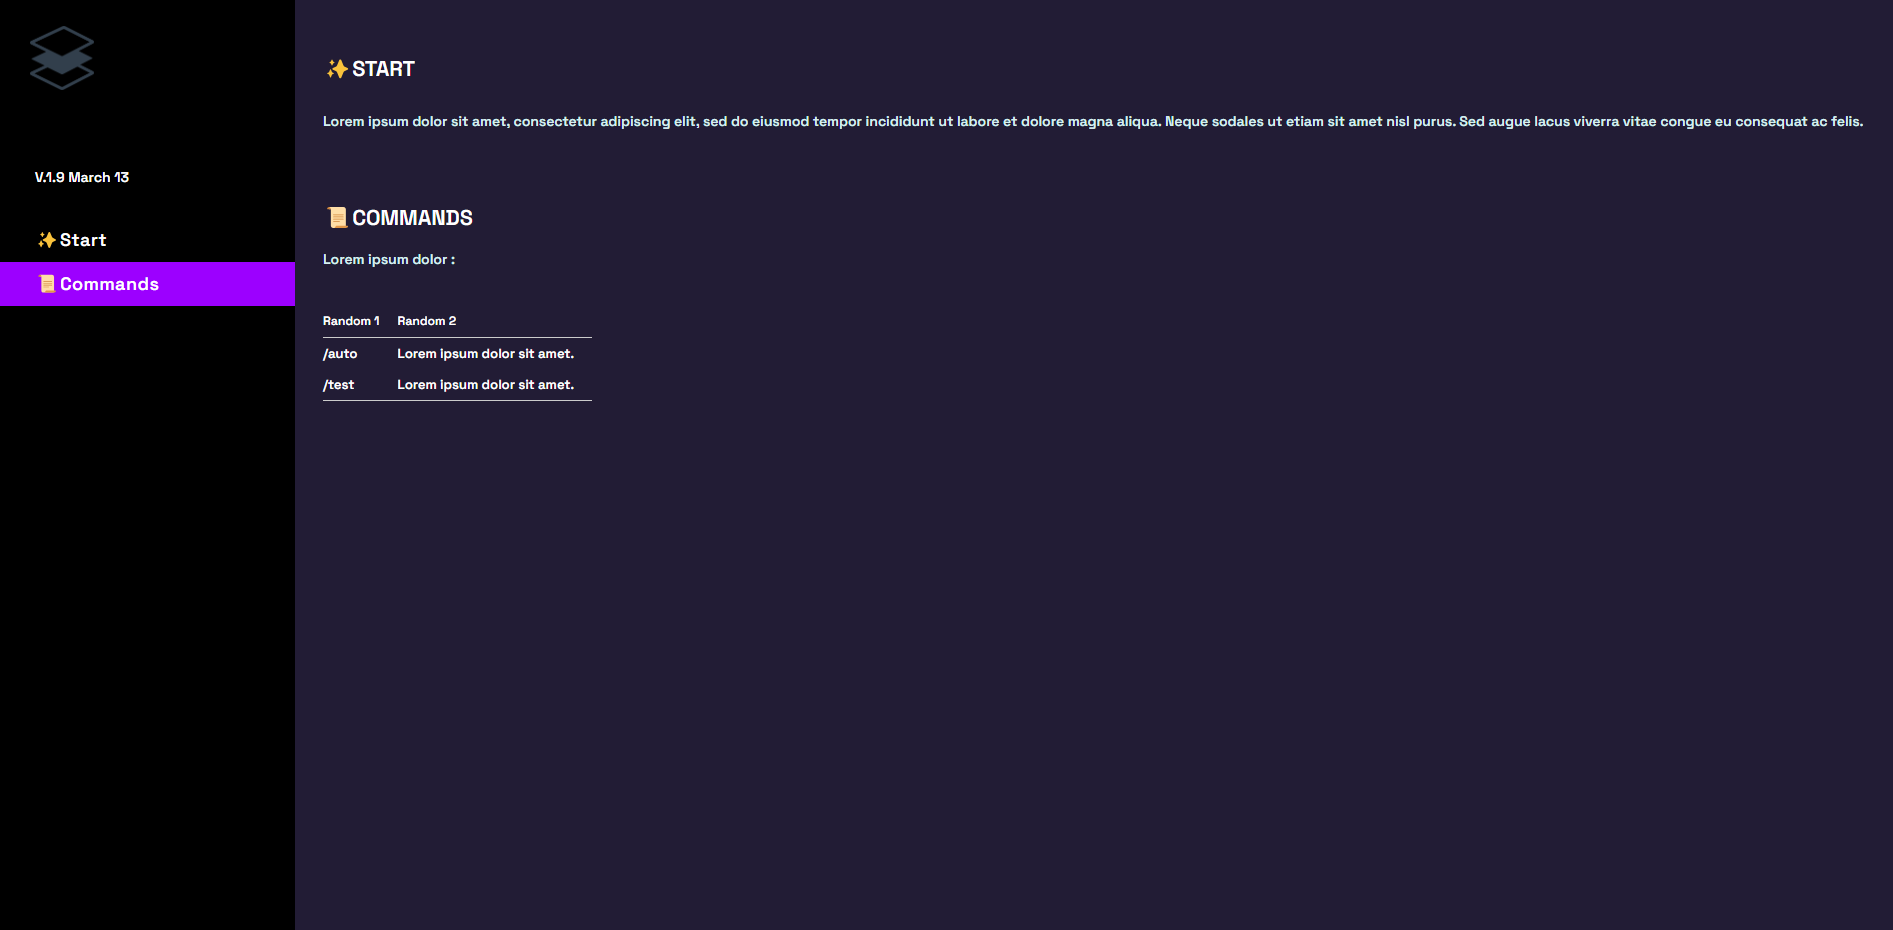 V.1.9 March 13
✨Start
📜Commands
✨START
Lorem ipsum dolor sit amet, consectetur adipiscing elit, sed do eiusmod tempor incididunt ut labore et dolore magna aliqua. Neque sodales ut etiam sit amet nisl purus. Sed augue lacus viverra vitae congue eu consequat ac felis.
📜COMMANDS
Lorem ipsum dolor :
Random 1 Random 2
/auto Lorem ipsum dolor sit amet.
/test Lorem ipsum dolor sit amet.